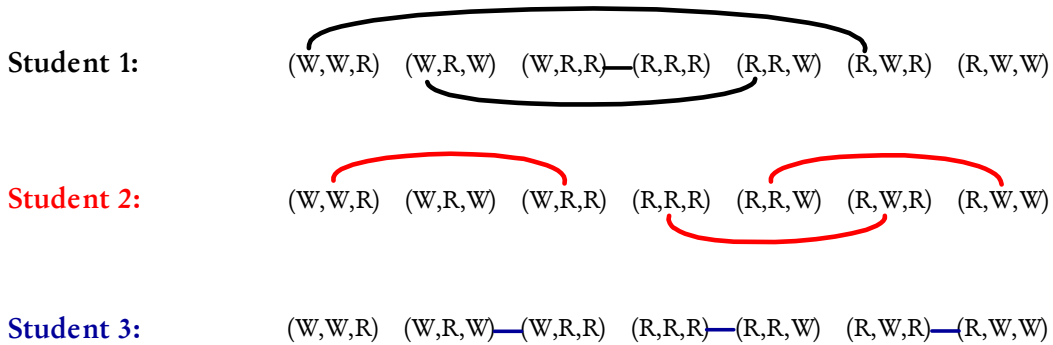 Student 1: (W,W,R) (W,R,W) (W,R,R) (R,R,R) (R,R,W) (R,W,R) (R,W,W)
Student 2: (W,W,R) (W,R,W) (W,R,R) (R,R,R) (R,R,W) (R,W,R) (R,W,W)
Student 3: (W,W,R) (W,R,W) (W,R,R) (R,R,R) (R,R,W) (R,W,R) (R,W,W)